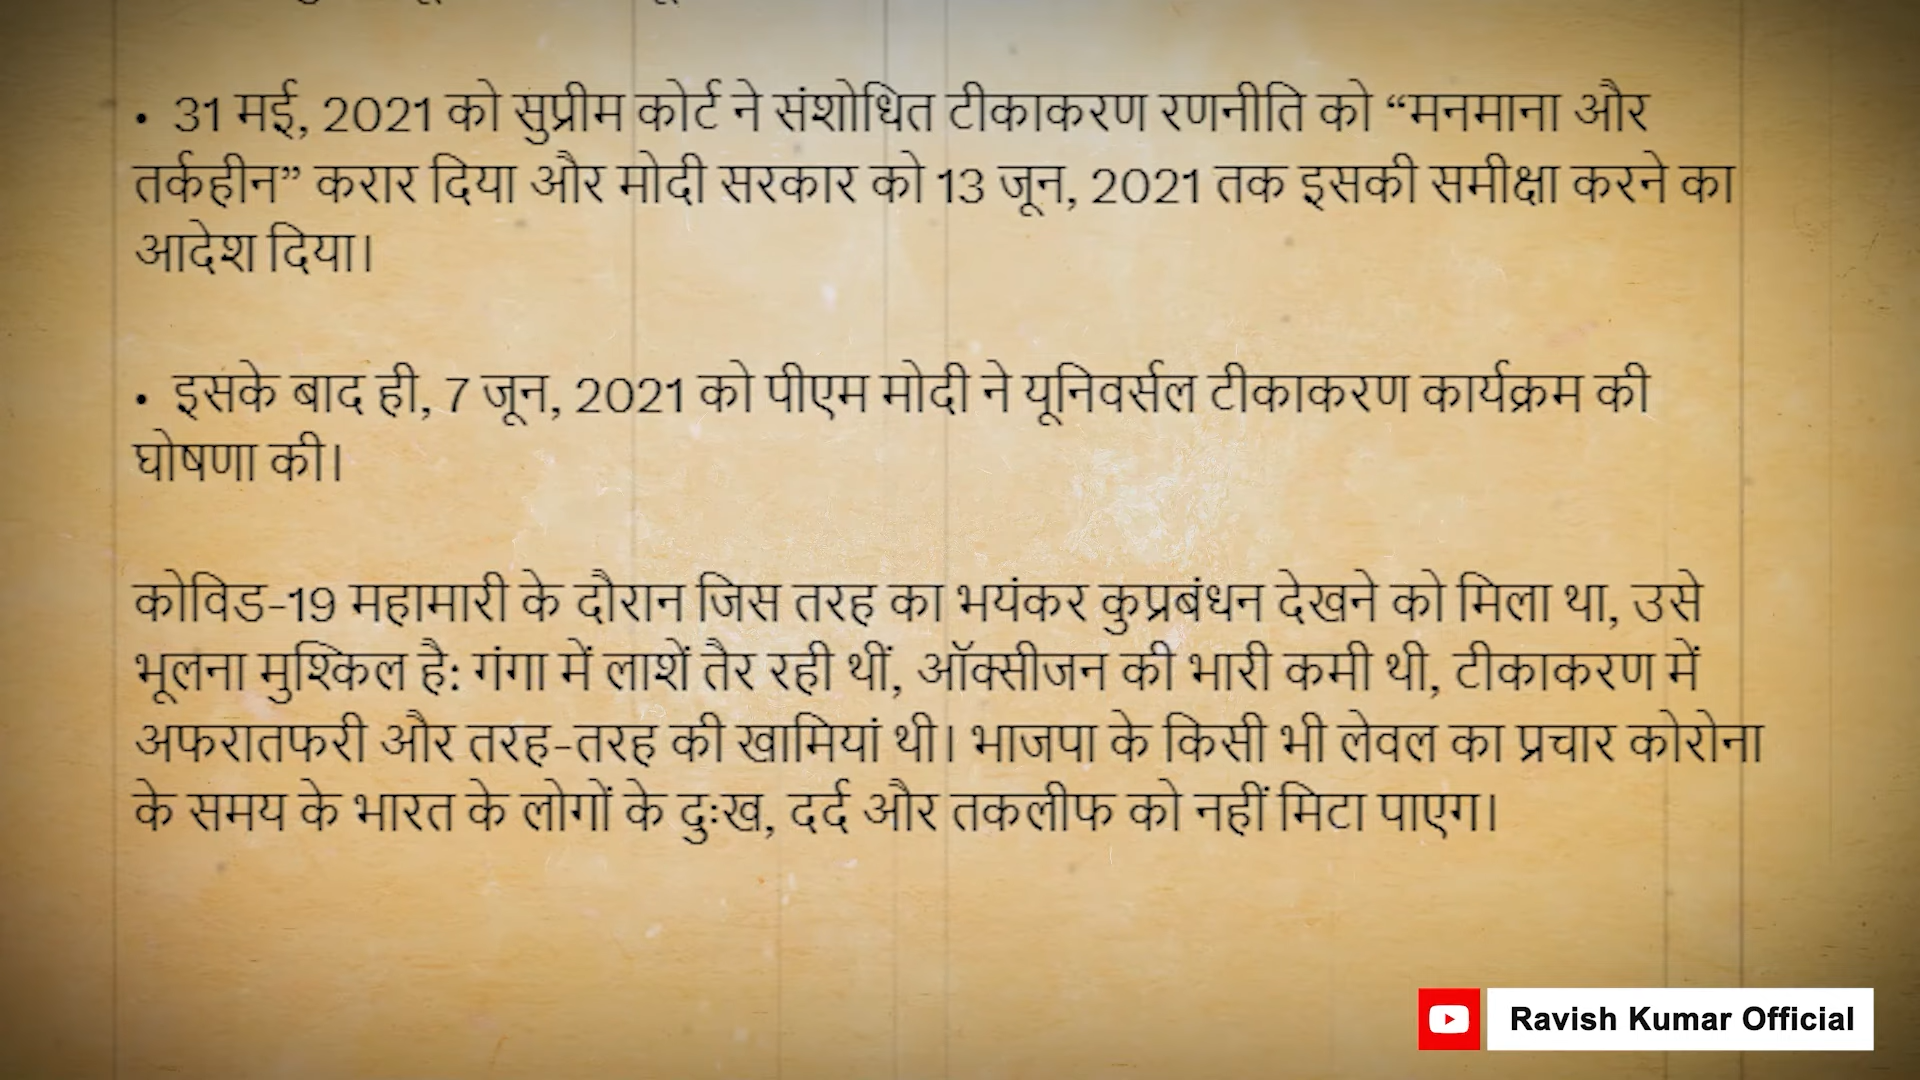 • 31 मई, 2021 को सुप्रीम कोर्ट ने संशोधित टीकाकरण रणनीति को “मनमाना और
तर्कहीन” करार दिया और मोदी सरकार को 13 जून, 2021 तक इसकी समीक्षा करने का
आदेश दिया।
• इसके बाद ही, 7 जून, 2021 को पीएम मोदी ने यूनिवर्सल टीकाकरण कार्यक्रम की
घोषणा की।
कोविड-19 महामारी के दौरान जिस तरह का भयंकर कुप्रबंधन देखने को मिला था, उसे
भूलना मुश्किल है: गंगा में लाशें तैर रही थीं, ऑक्सीजन की भारी कमी थी, टीकाकरण में
अफरातफरी और तरह-तरह की खामियां थी। भाजपा के किसी भी लेवल का प्रचार कोरोना
के समय के भारत के लोगों के दुःख, दर्द और तकलीफ को नहीं मिटा पाएग।
Ravish Kumar Official